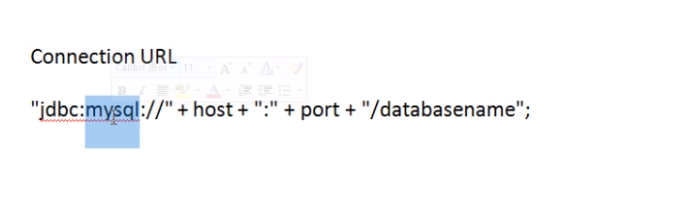 Connection URL
"jdbc:mysql://" + host + ":" + port + "/databasename";